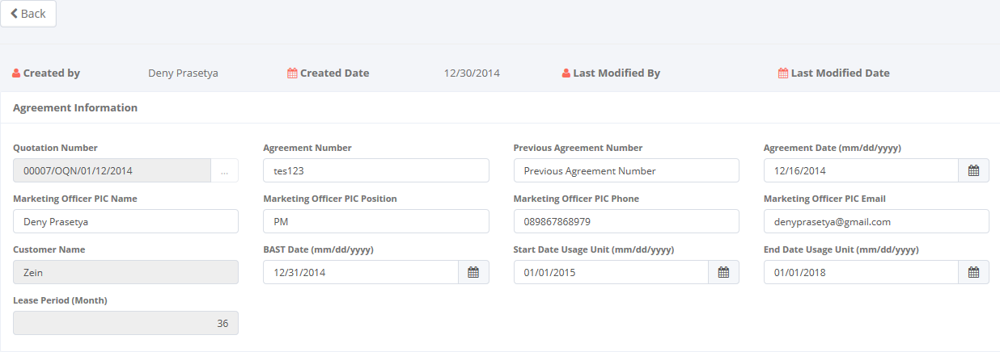 Back
Created by Deny Prasetya Created Date 12/30/2014 Last Modified By Last Modified Date
Agreement Information
Quotation Number Agreement Number Previous Agreement Number Agreement Date (mm/dd/yyyy)
00007/OQN/01/12/2014 ... tes123 Previous Agreement Number 12/16/2014
Marketing Officer PIC Name Marketing Officer PIC Position Marketing Officer PIC Phone Marketing Officer PIC Email
Deny Prasetya PM 089867868979 denyprasetya@gmail.com
Customer Name BAST Date (mm/dd/yyyy) Start Date Usage Unit (mm/dd/yyyy) End Date Usage Unit (mm/dd/yyyy)
Zein 12/31/2014 01/01/2015 01/01/2018
Lease Period (Month)
36